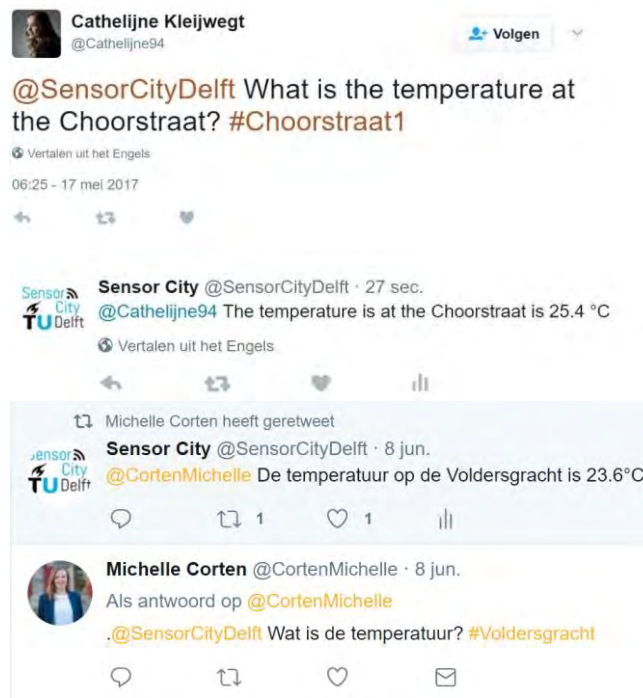 Cathelijne Kleijwegt
@Cathelijne94
Volgen
@SensorCityDelft What is the temperature at
the Choorstraat? #Choorstraat1
Vertalen uit het Engels
06:25 - 17 mei 2017
Sensor City TU Delft
Sensor City @SensorCityDelft · 27 sec.
@Cathelijne94 The temperature is at the Choorstraat is 25.4 °C
Vertalen uit het Engels
Michelle Corten heeft geretweet
ensor City TU Delft
Sensor City @SensorCityDelft · 8 jun.
@CortenMichelle De temperatuur op de Voldersgracht is 23.6°C
1 1
Michelle Corten @CortenMichelle · 8 jun.
Als antwoord op @CortenMichelle
.@SensorCityDelft Wat is de temperatuur? #Voldersgracht